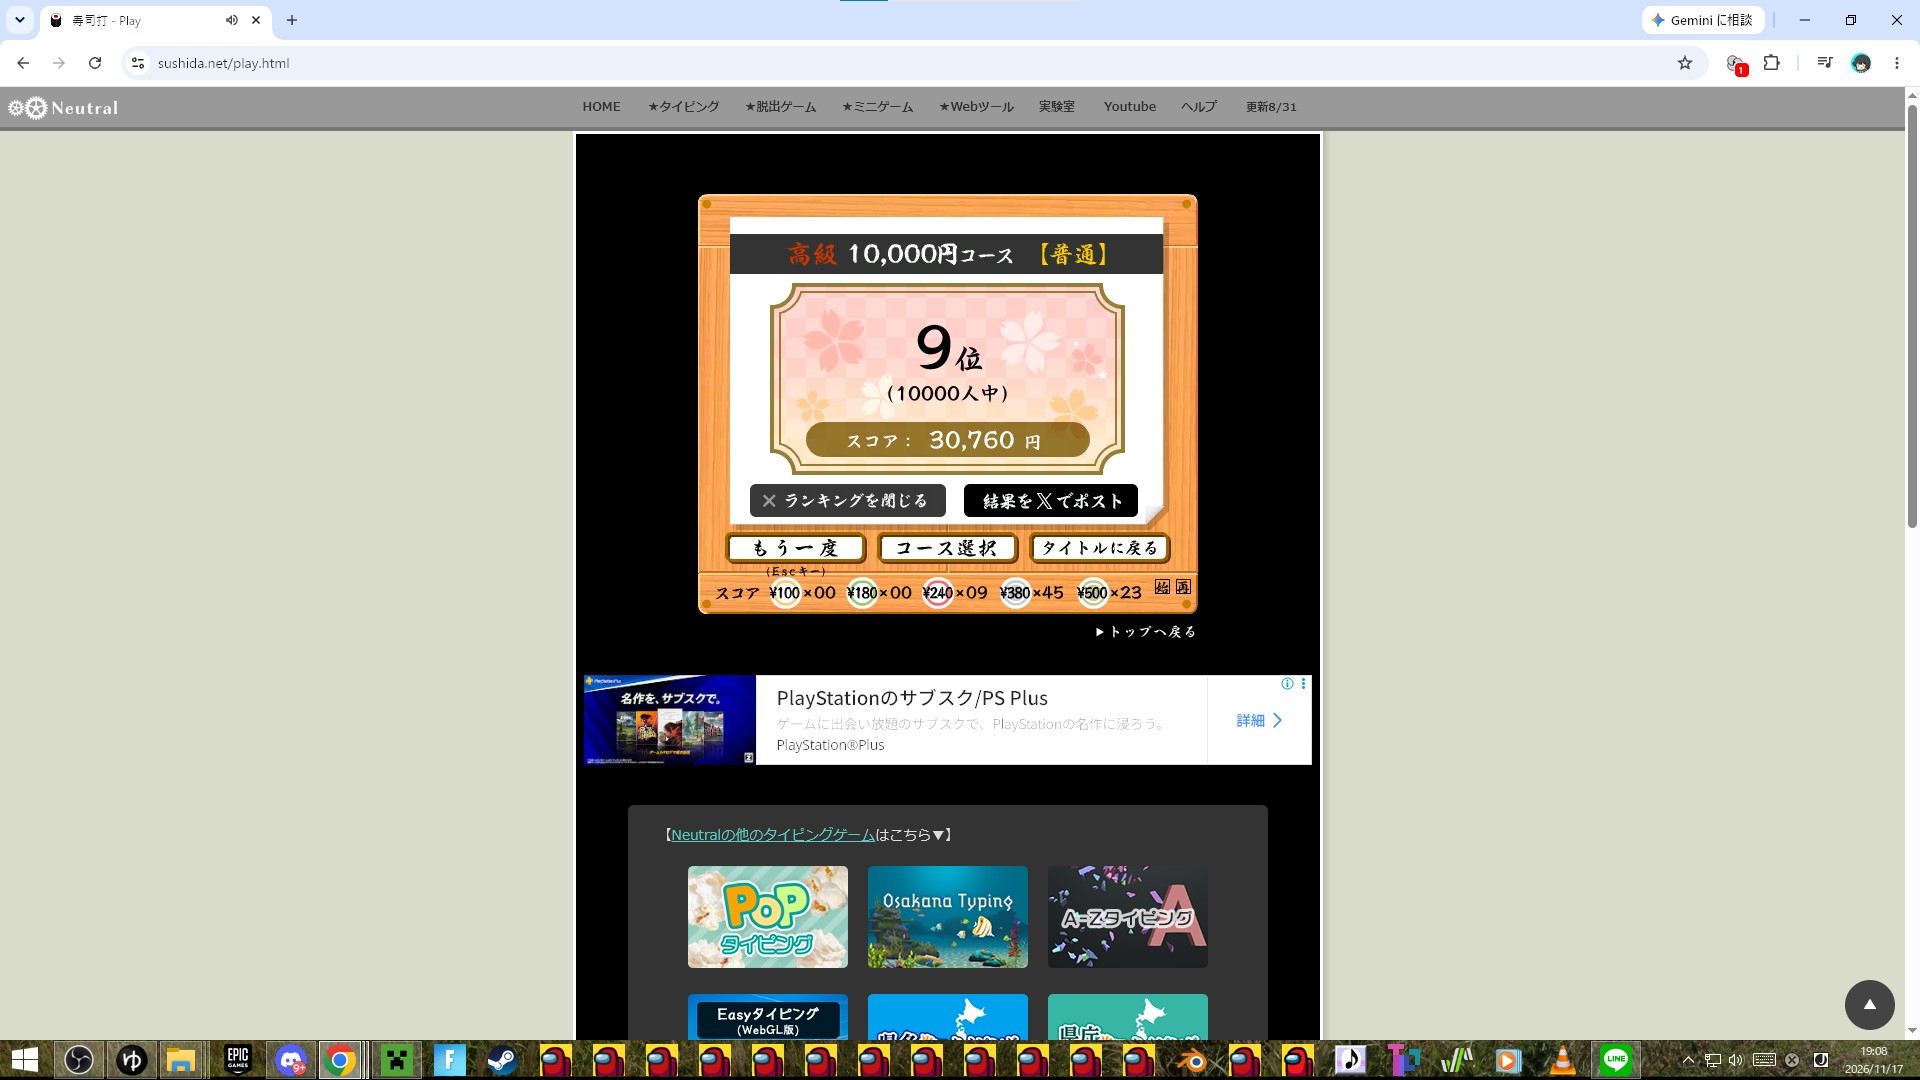 寿司打 - Play
Gemini に相談
sushida.net/play.html
1
Neutral
HOME ★タイピング ★脱出ゲーム ★ミニゲーム ★Webツール 実験室 Youtube ヘルプ 更新8/31
高級 10,000円コース 【普通】
9位
(10000人中)
スコア： 30,760 円
× ランキングを閉じる
結果を𝕏でポスト
もう一度
コース選択
タイトルに戻る
(Escキー)
スコア ¥100×00 ¥180×00 ¥240×09 ¥380×45 ¥500×23
▶トップへ戻る
PlayStation Plus
名作を、サブスクで。
PlayStationのサブスク/PS Plus
ゲームに出会い放題のサブスクで、PlayStationの名作に浸ろう。
PlayStation®Plus
詳細
【Neutralの他のタイピングゲームはこちら▼】
PoP
タイピング
Osakana Typing
A-Zタイピング
Easyタイピング
(WebGL版)
県庁
▲
ゆ
EPIC
GAMES
9+
LINE
19:08
2026/11/17